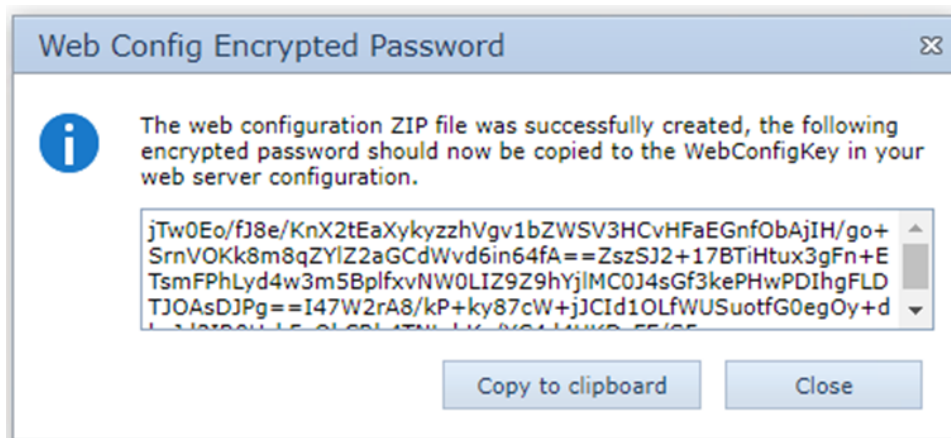 Web Config Encrypted Password
The web configuration ZIP file was successfully created, the following
encrypted password should now be copied to the WebConfigKey in your
web server configuration.
jTw0Eo/fJ8e/KnX2tEaXykyzzhVgv1bZWSV3HCvHFaEGnfObAjIH/go+
SrnVOKk8m8qZYlZ2aGCdWvd6in64fA==ZszSJ2+17BTiHtux3gFn+E
TsmFPhLyd4w3m5BplfxvNW0LIZ9Z9hYjlMC0J4sGf3kePHwPDIhgFLD
TJOAsDJPg==I47W2rA8/kP+ky87cW+jJCId1OLfWUSuotfG0egOy+d
Copy to clipboard
Close